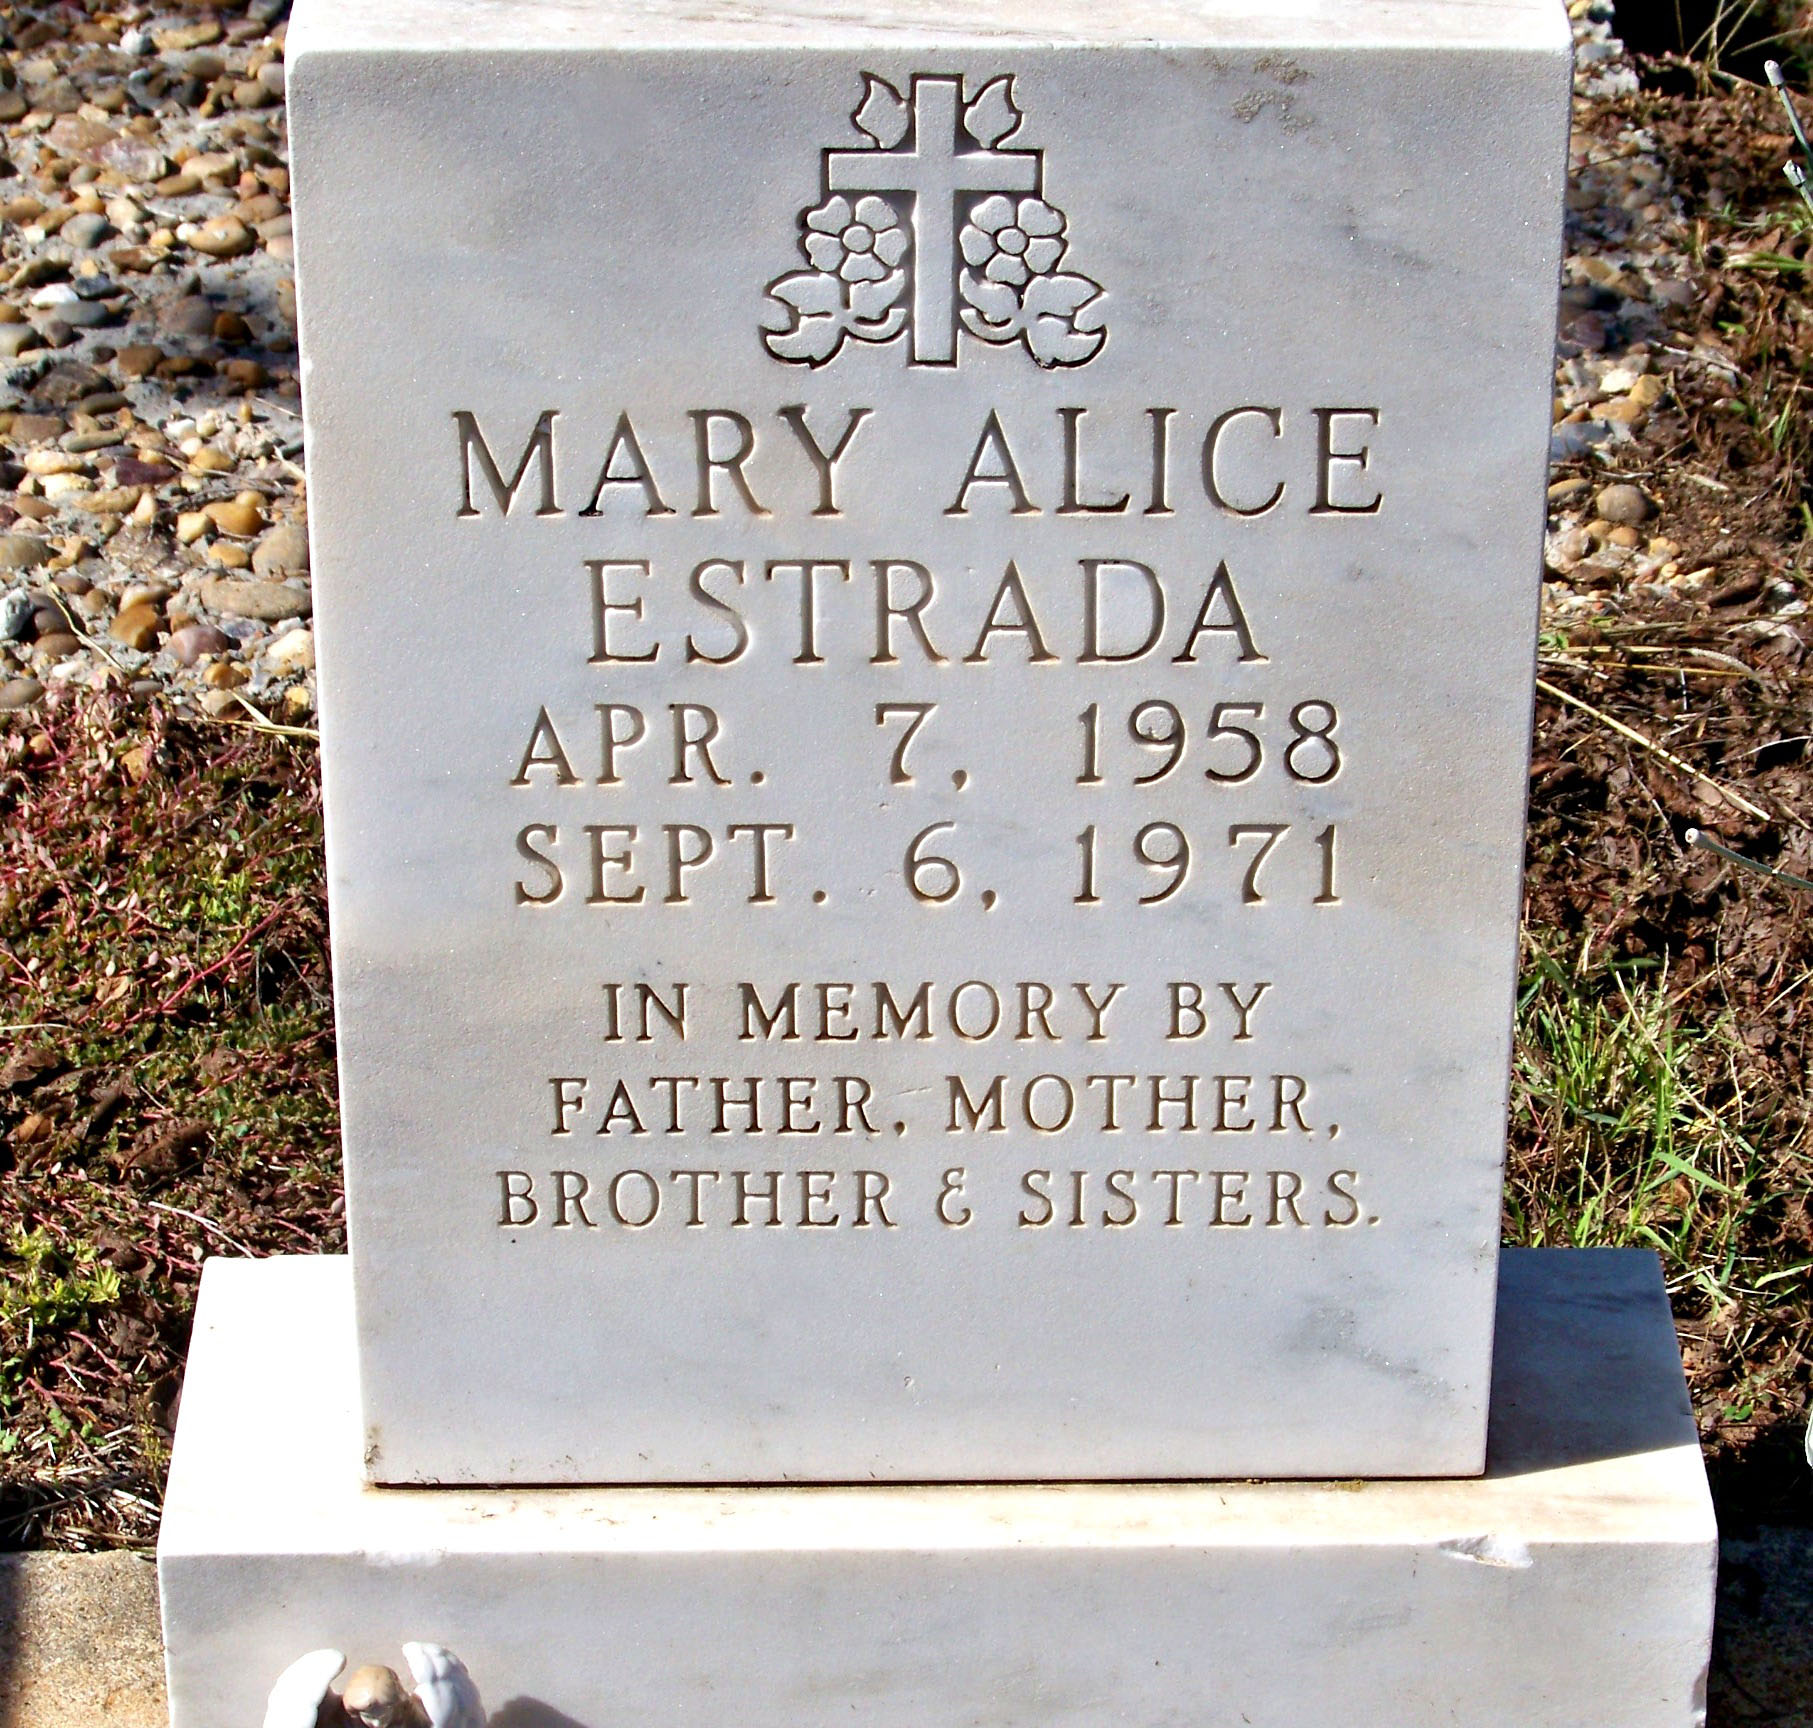 MARY ALICE
ESTRADA
APR. 7, 1958
SEPT. 6, 1971
IN MEMORY BY
FATHER, MOTHER,
BROTHER & SISTERS.